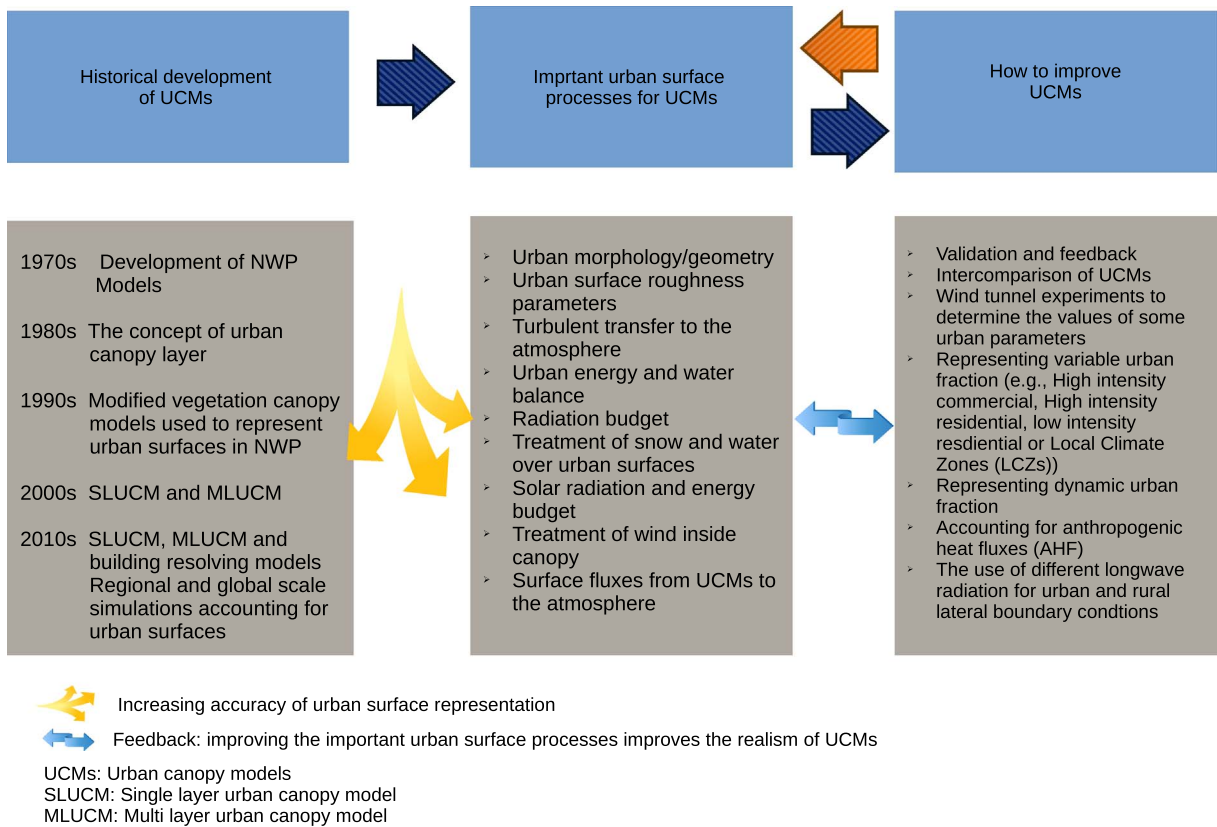 Historical development
of UCMs
Imprtant urban surface
processes for UCMs
How to improve
UCMs
1970s Development of NWP
Models
1980s The concept of urban
canopy layer
1990s Modified vegetation canopy
models used to represent
urban surfaces in NWP
2000s SLUCM and MLUCM
2010s SLUCM, MLUCM and
building resolving models
Regional and global scale
simulations accounting for
urban surfaces
Urban morphology/geometry
Urban surface roughness
parameters
Turbulent transfer to the
atmosphere
Urban energy and water
balance
Radiation budget
Treatment of snow and water
over urban surfaces
Solar radiation and energy
budget
Treatment of wind inside
canopy
Surface fluxes from UCMs to
the atmosphere
Validation and feedback
Intercomparison of UCMs
Wind tunnel experiments to
determine the values of some
urban parameters
Representing variable urban
fraction (e.g., High intensity
commercial, High intensity
residential, low intensity
resdiential or Local Climate
Zones (LCZs))
Representing dynamic urban
fraction
Accounting for anthropogenic
heat fluxes (AHF)
The use of different longwave
radiation for urban and rural
lateral boundary condtions
Increasing accuracy of urban surface representation
Feedback: improving the important urban surface processes improves the realism of UCMs
UCMs: Urban canopy models
SLUCM: Single layer urban canopy model
MLUCM: Multi layer urban canopy model